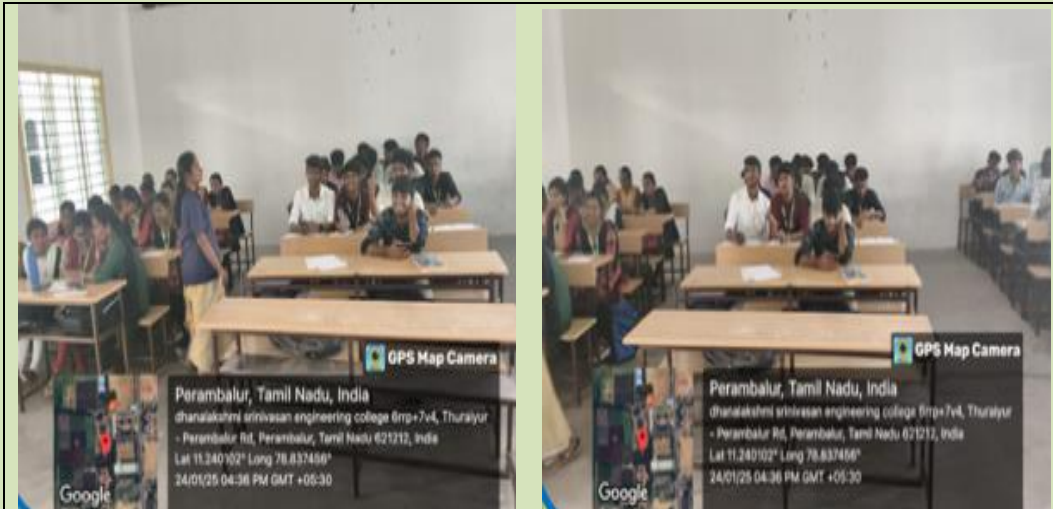 GPS Map Camera
Perambalur, Tamil Nadu, India
dhanalakshmi srinivasan engineering college 6rrp+7v4, Thuraiyur
- Perambalur Rd, Perambalur, Tamil Nadu 621212, India
Lat 11.240102° Long 78.837456°
24/01/25 04:36 PM GMT +05:30
Google
GPS Map Camera
Perambalur, Tamil Nadu, India
dhanalakshmi srinivasan engineering college 6rrp+7v4, Thuraiyur
- Perambalur Rd, Perambalur, Tamil Nadu 621212, India
Lat 11.240102° Long 78.837456°
24/01/25 04:36 PM GMT +05:30
Google